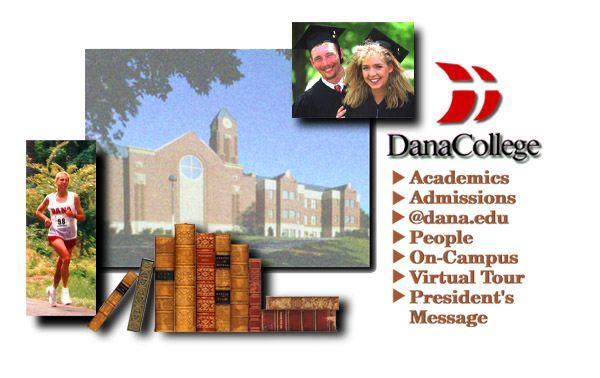 DanaCollege
Academics
Admissions
@dana.edu
People
On-Campus
Virtual Tour
President's
Message
DANA
98